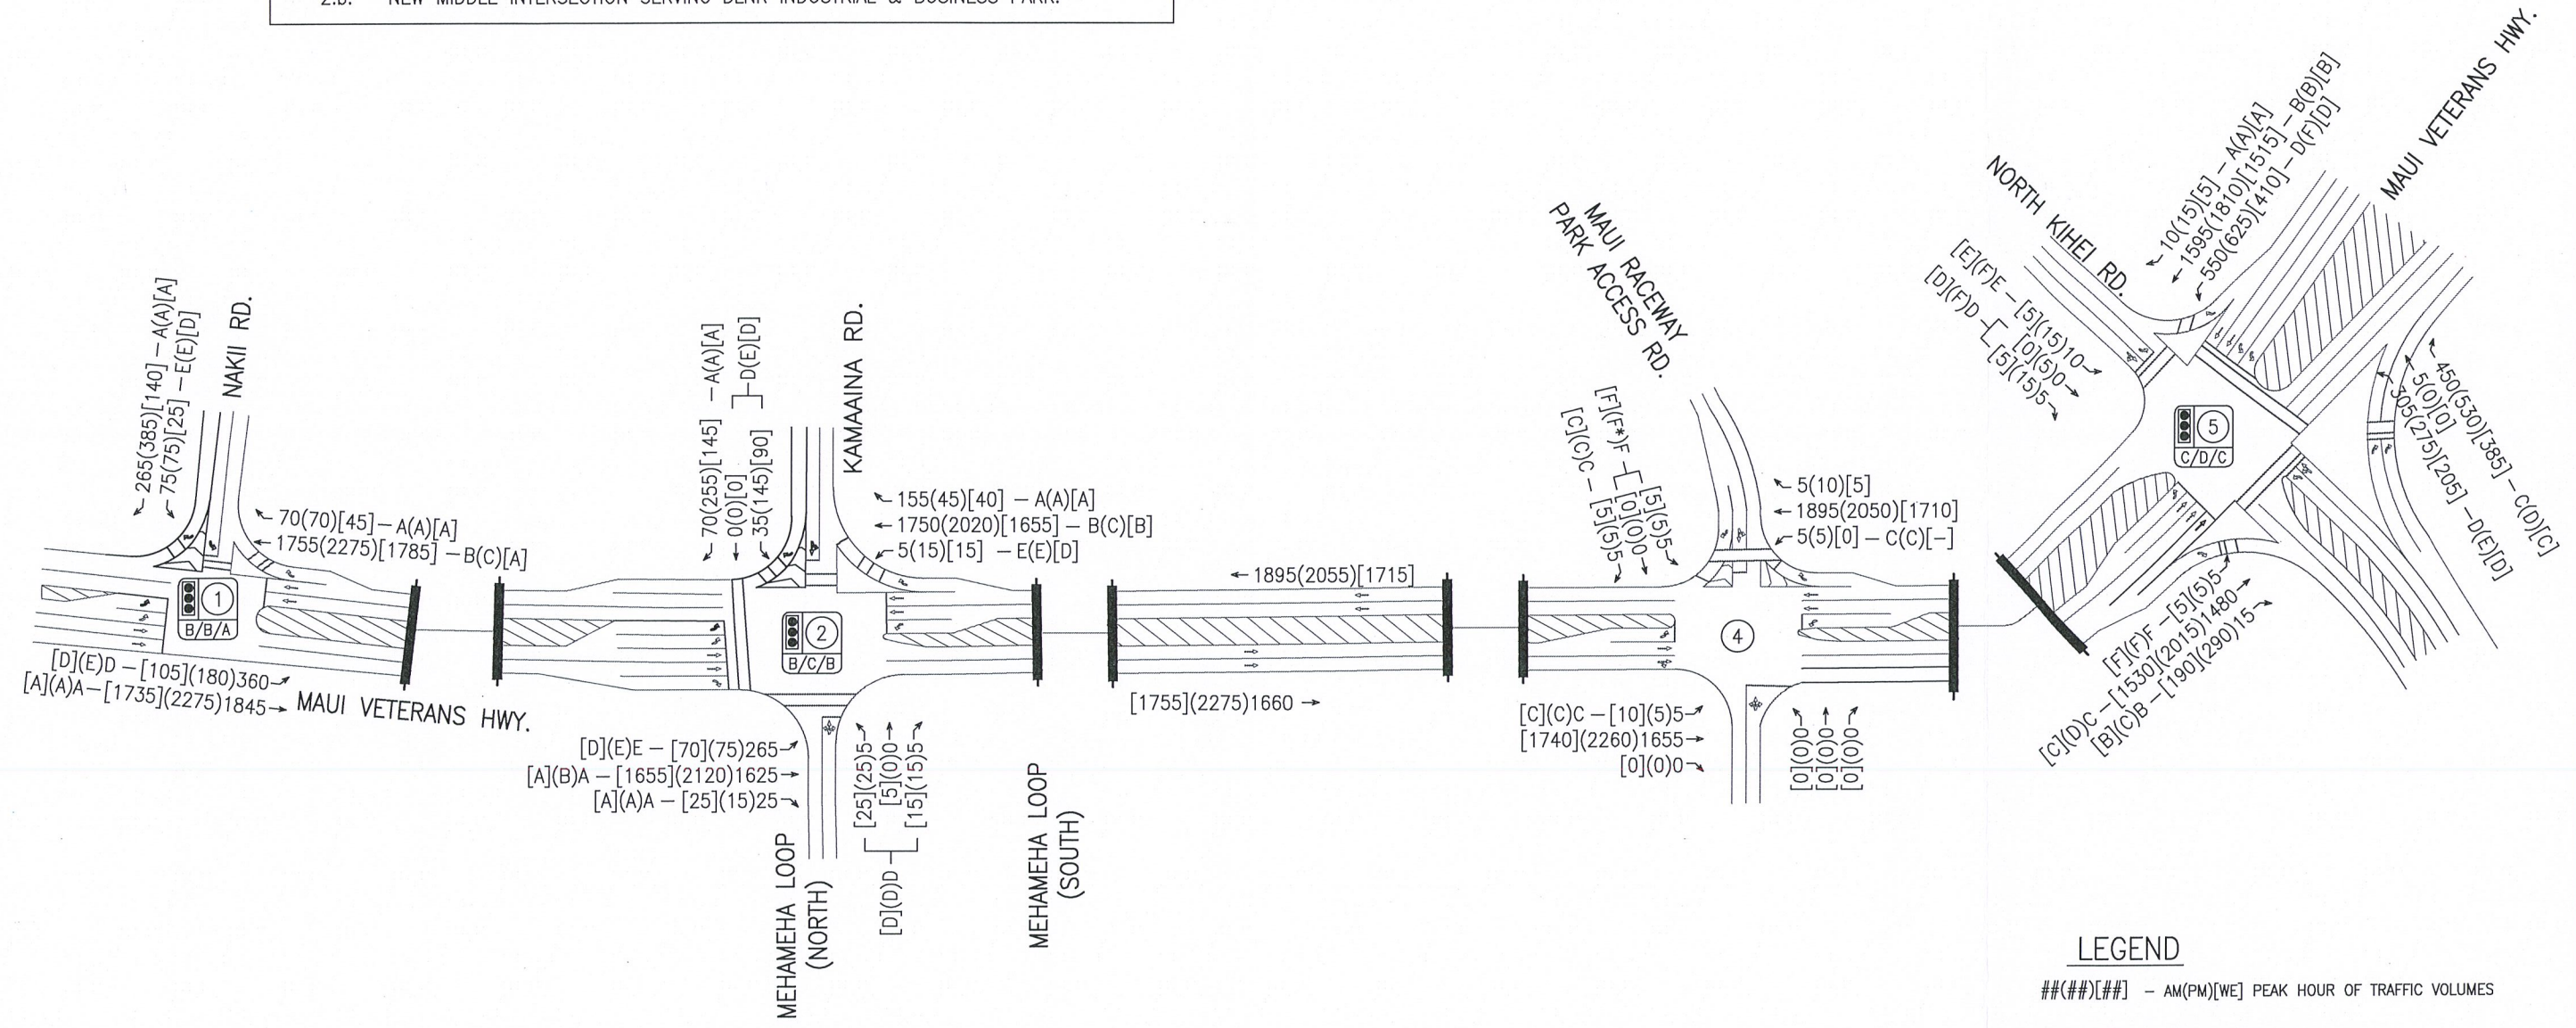 2.b. NEW MIDDLE INTERSECTION SERVING DLNR INDUSTRIAL & BUSINESS PARK.
265(385)[140] – A(A)[A]
75(75)[25] – E(E)[D]
NAKII RD.
70(70)[45] – A(A)[A]
1755(2275)[1785] – B(C)[A]
1
B/B/A
[D](E)D – [105](180)360
[A](A)A – [1735](2275)1845
MAUI VETERANS HWY.
70(255)[145] – A(A)[A]
0(0)[0]
35(145)[90]
D(E)[D]
KAMAAINA RD.
155(45)[40] – A(A)[A]
1750(2020)[1655] – B(C)[B]
5(15)[15] – E(E)[D]
2
B/C/B
[D](E)E – [70](75)265
[A](B)A – [1655](2120)1625
[A](A)A – [25](15)25
[25](25)5
[5](0)0
[15](15)5
[D](D)D
MEHAMEHA LOOP
(NORTH)
MEHAMEHA LOOP
(SOUTH)
1895(2055)[1715]
[1755](2275)1660
MAUI RACEWAY
PARK ACCESS RD.
[F](F*)F
[C](C)C – [5](5)5
[0](0)0
[5](5)5
5(10)[5]
1895(2050)[1710]
5(5)[0] – C(C)[-]
4
[C](C)C – [10](5)5
[1740](2260)1655
[0](0)0
[0](0)0
[0](0)0
[0](0)0
NORTH KIHEI RD.
MAUI VETERANS HWY.
10(15)[5] – A(A)[A]
1595(1810)[1515] – B(B)[B]
550(625)[410] – D(F)[D]
[E](F)E – [5](15)10
[D](F)D
[0](5)0
[5](15)5
5
C/D/C
450(530)[385] – C(D)[C]
5(0)[0]
305(275)[205] – D(E)[D]
[F](F)F – [5](5)5
[C](D)C – [1530](2015)1480
[B](C)B – [190](290)15
LEGEND
##(##)[##] – AM(PM)[WE] PEAK HOUR OF TRAFFIC VOLUMES